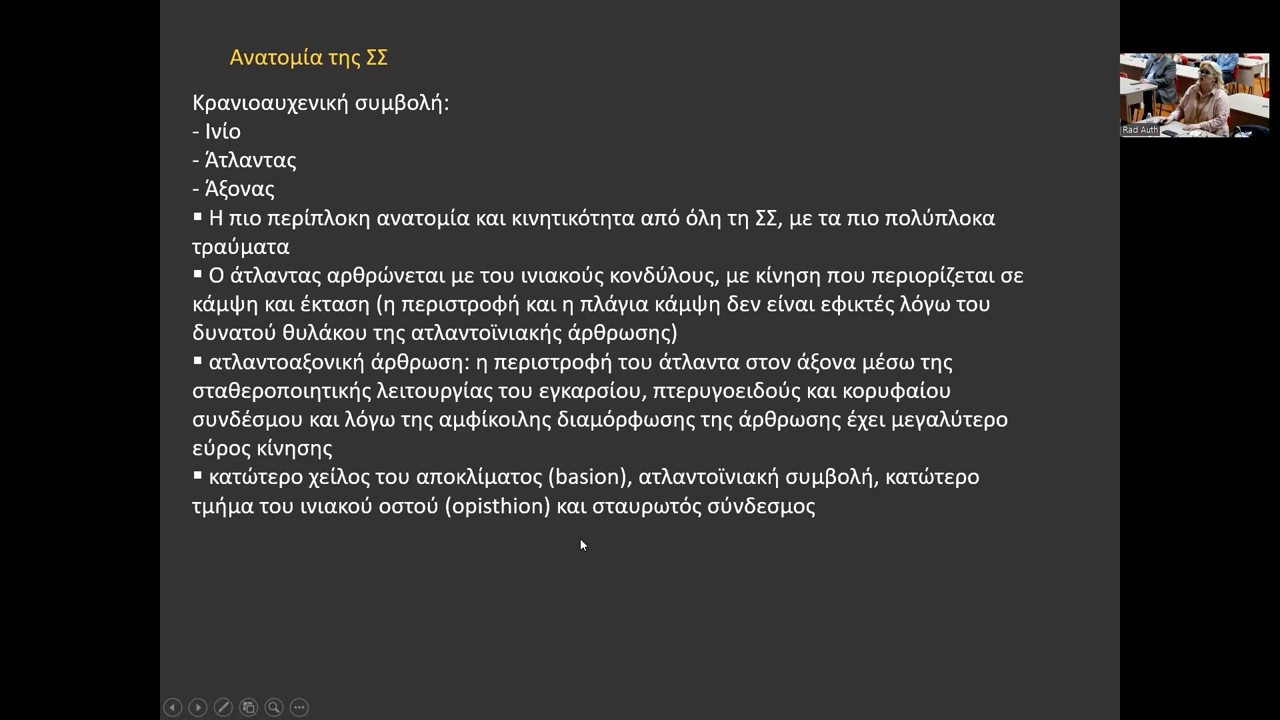 Ανατομία της ΣΣ
Κρανιοαυχενική συμβολή:
- Ινίο
- Άτλαντας
- Άξονας
▪ Η πιο περίπλοκη ανατομία και κινητικότητα από όλη τη ΣΣ, με τα πιο πολύπλοκα
τραύματα
▪ Ο άτλαντας αρθρώνεται με του ινιακούς κονδύλους, με κίνηση που περιορίζεται σε
κάμψη και έκταση (η περιστροφή και η πλάγια κάμψη δεν είναι εφικτές λόγω του
δυνατού θυλάκου της ατλαντοϊνιακής άρθρωσης)
▪ ατλαντοαξονική άρθρωση: η περιστροφή του άτλαντα στον άξονα μέσω της
σταθεροποιητικής λειτουργίας του εγκαρσίου, πτερυγοειδούς και κορυφαίου
συνδέσμου και λόγω της αμφίκοιλης διαμόρφωσης της άρθρωσης έχει μεγαλύτερο
εύρος κίνησης
▪ κατώτερο χείλος του αποκλίματος (basion), ατλαντοϊνιακή συμβολή, κατώτερο
τμήμα του ινιακού οστού (opisthion) και σταυρωτός σύνδεσμος
Rad Auth